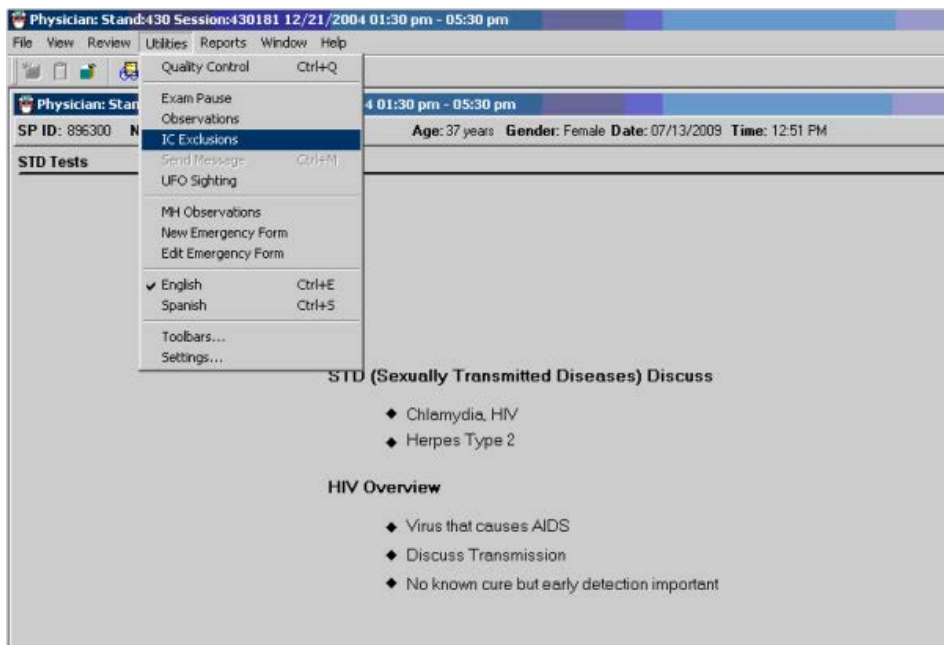 Physician: Stand:430 Session:430181 12/21/2004 01:30 pm - 05:30 pm
File View Review Utilities Reports Window Help
Quality Control Ctrl+Q
Exam Pause
Physician: Stan 4 01:30 pm - 05:30 pm
Observations
SP ID: 896300 N Age: 37 years Gender: Female Date: 07/13/2009 Time: 12:51 PM
IC Exclusions
STD Tests
Send Message Ctrl+M
UFO Sighting
MH Observations
New Emergency Form
Edit Emergency Form
English Ctrl+E
Spanish Ctrl+S
Toolbars...
Settings...
STD (Sexually Transmitted Diseases) Discuss
Chlamydia, HIV
Herpes Type 2
HIV Overview
Virus that causes AIDS
Discuss Transmission
No known cure but early detection important